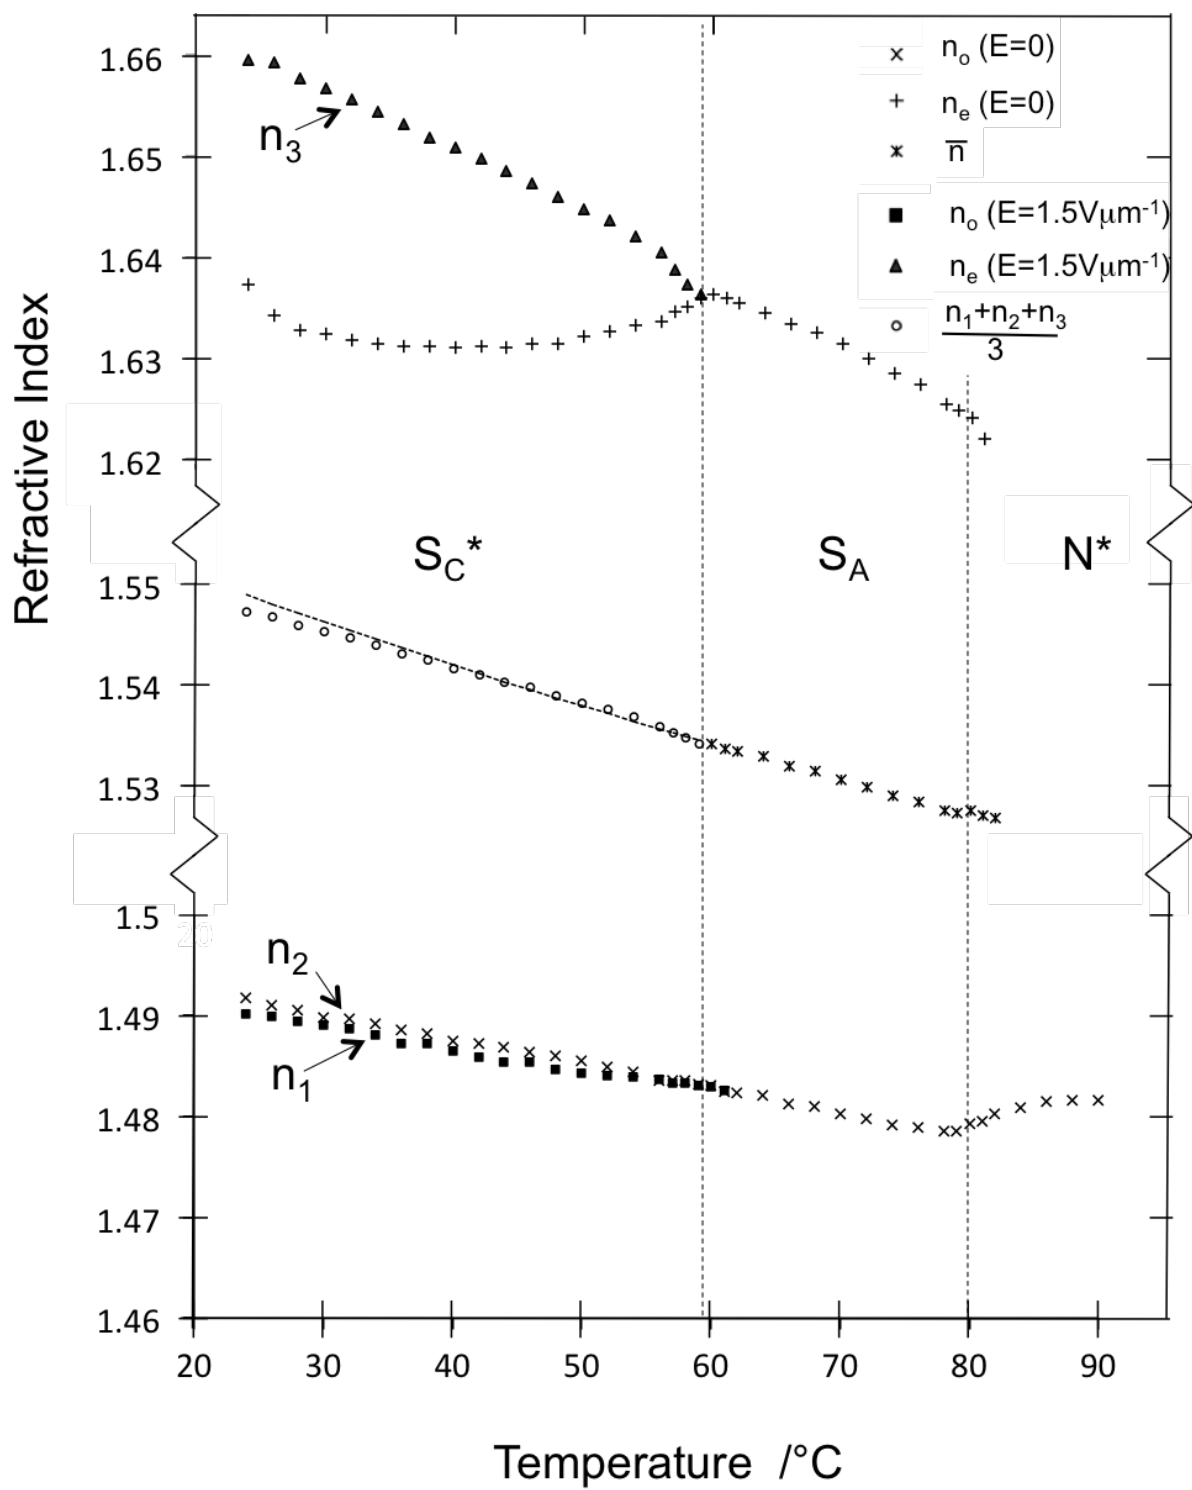 1.66
1.65
1.64
1.63
1.62
1.55
1.54
1.53
1.5
20
1.49
1.48
1.47
1.46
Refractive Index
n₃
n₂
n₁
Sc*
S_A
N*
nₒ (E=0)
nₑ (E=0)
n̅
nₒ (E=1.5Vμm⁻¹)
nₑ (E=1.5Vμm⁻¹)
n₁+n₂+n₃
3
20 30 40 50 60 70 80 90
Temperature /°C